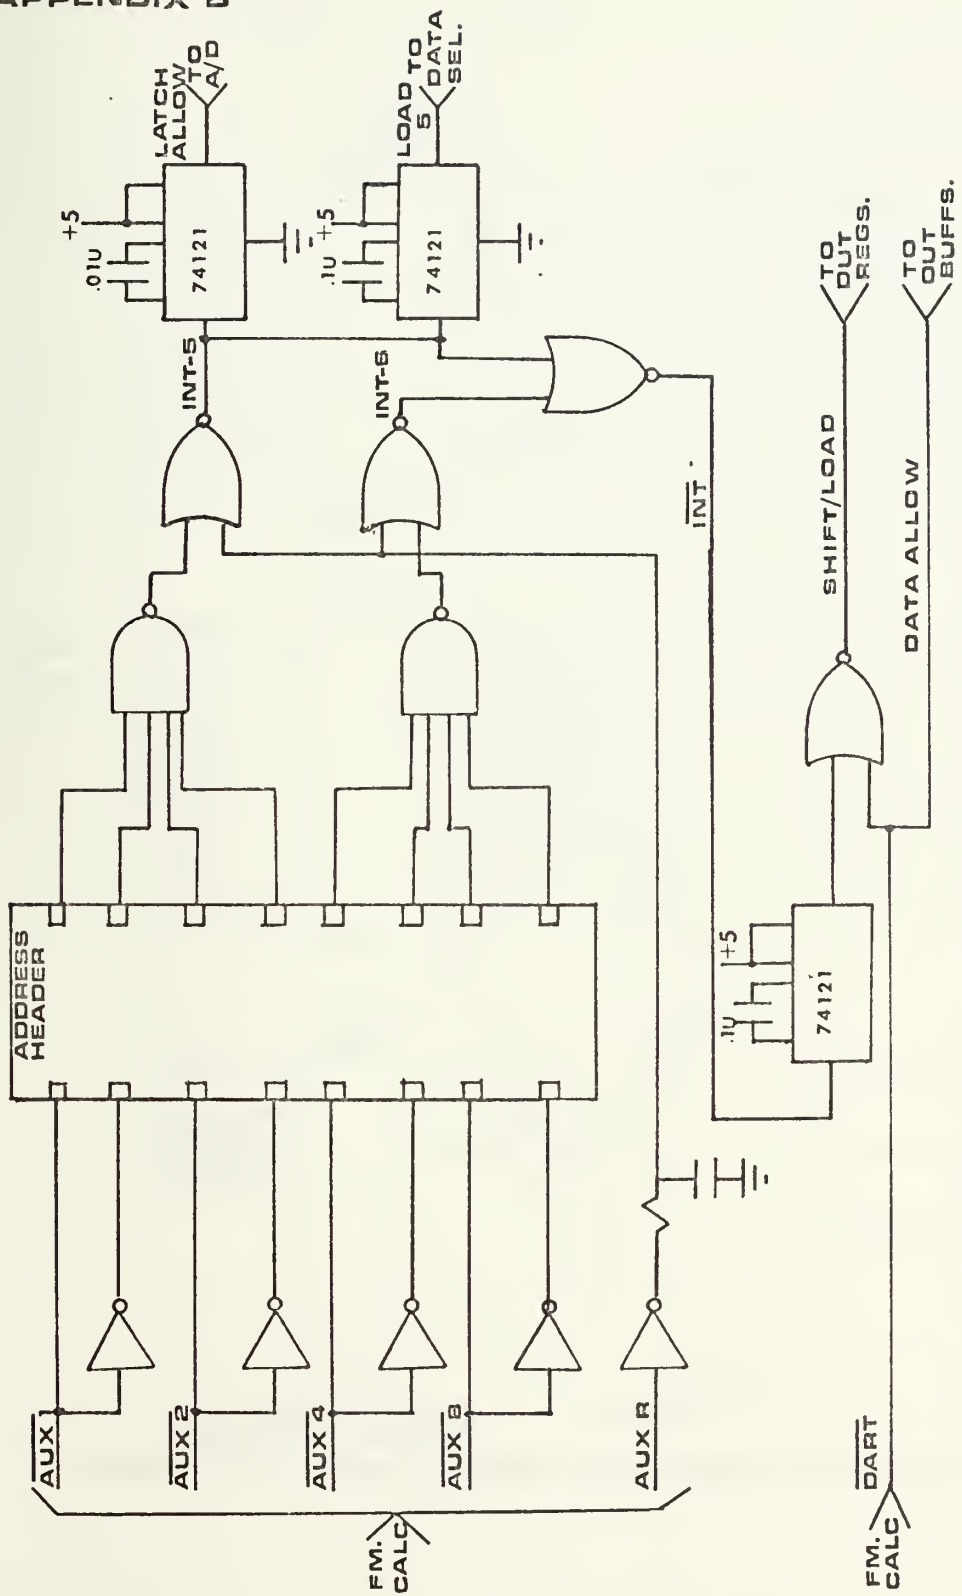 APPENDIX
LATCH
ALLOW
TO
A/D
LOAD
5
TO
DATA
SEL.
+5
.01U
74121
+5
.1U
74121
INT-5
INT-6
INT
ADDRESS
HEADER
SHIFT/LOAD
TO
OUT
REGS.
DATA ALLOW
TO
OUT
BUFFS.
+5
.1U
74121
AUX 1
AUX 2
AUX 4
AUX 8
AUX R
FM.
CALC
DART
FM.
CALC